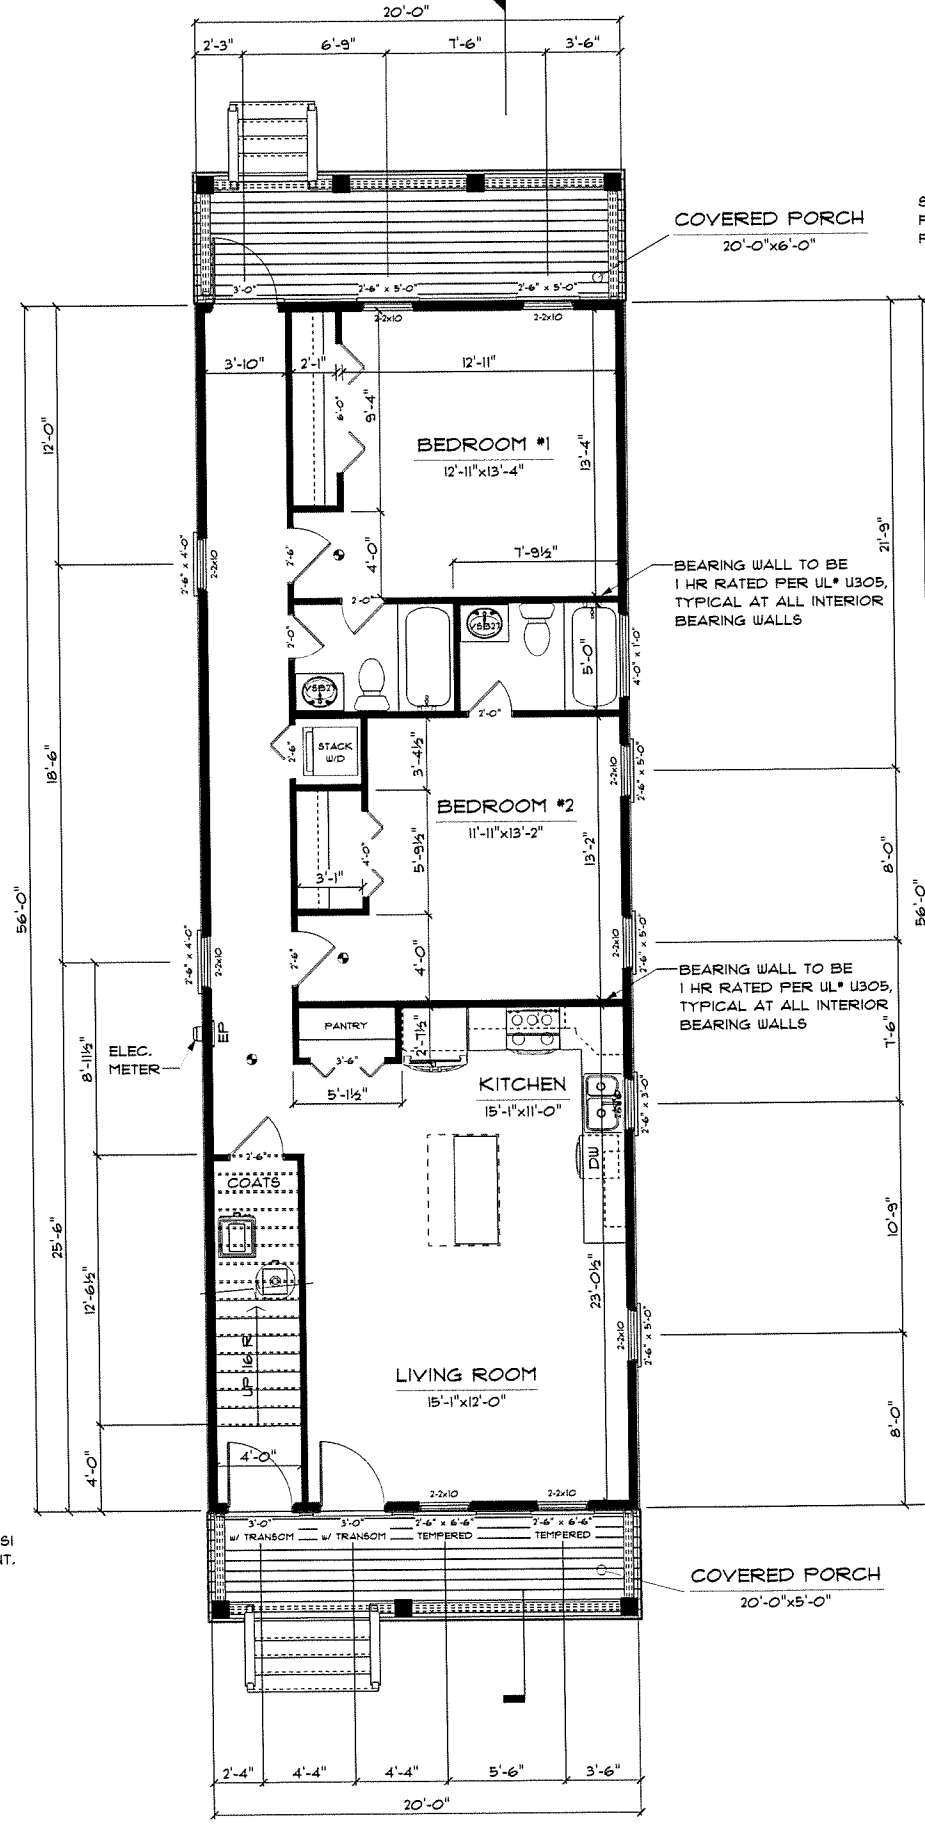 20'-0"
2'-3"
6'-9"
7'-6"
3'-6"
COVERED PORCH
20'-0"x6'-0"
3'-0"
2'-6" x 5'-0"
2'-6" x 5'-0"
2-2x10
2-2x10
3'-10"
2'-1"
12'-11"
6'-0"
9'-4"
BEDROOM #1
12'-11"x13'-4"
13'-4"
12'-0"
21'-9"
2'-6" x 4'-0"
2-2x10
2'-6"
4'-0"
7'-9½"
BEARING WALL TO BE
1 HR RATED PER UL# U305,
TYPICAL AT ALL INTERIOR
BEARING WALLS
2'-0"
2'-0"
VSB27
5'-0"
4'-0" x 1'-0"
VSB27
2'-0"
2'-6"
STACK
W/D
3'-4½"
2-2x10
2'-6" x 5'-0"
18'-6"
BEDROOM #2
11'-11"x13'-2"
4'-0"
5'-9½"
13'-2"
8'-0"
3'-1"
56'-0"
56'-0"
2'-6" x 4'-0"
2-2x10
2'-6"
4'-0"
2-2x10
2'-6" x 5'-0"
BEARING WALL TO BE
1 HR RATED PER UL# U305,
TYPICAL AT ALL INTERIOR
BEARING WALLS
7'-6"
EP
ELEC.
METER
8'-11½"
PANTRY
3'-6"
5'-1½"
2'-7½"
KITCHEN
15'-1"x11'-0"
2'-6" x 3'-0"
DW
2'-6"
COATS
25'-6"
12'-6½"
10'-9"
23'-0½"
2-2x10
2'-6" x 5'-0"
UP 16 R
LIVING ROOM
15'-1"x12'-0"
8'-0"
4'-0"
4'-0"
2-2x10
2-2x10
3'-0"
W/ TRANSOM
3'-0"
W/ TRANSOM
2'-6" x 6'-6"
TEMPERED
2'-6" x 6'-6"
TEMPERED
COVERED PORCH
20'-0"x5'-0"
2'-4"
4'-4"
4'-4"
5'-6"
3'-6"
20'-0"